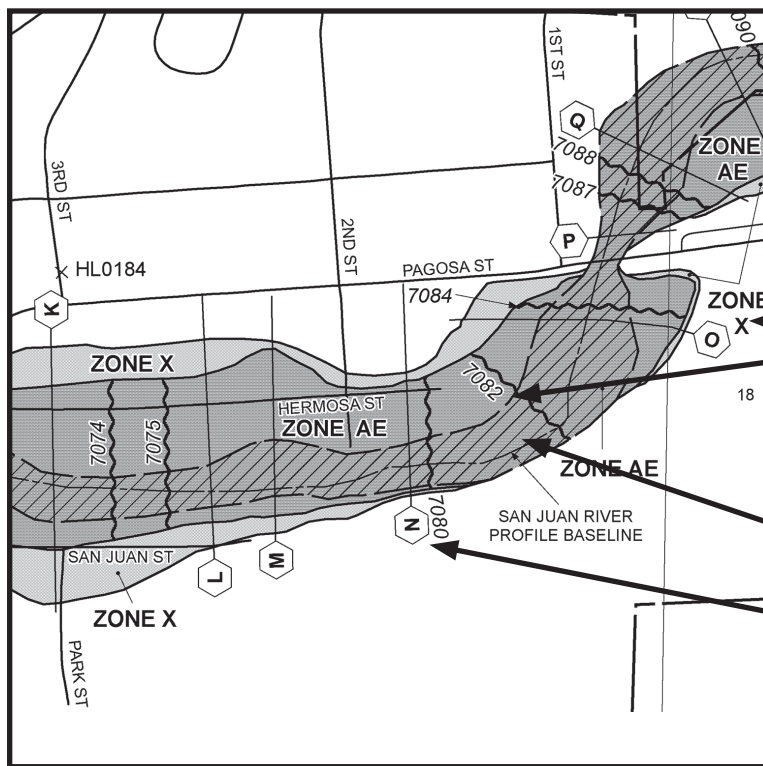 1ST ST
090
Q
ZONE
AE
7088
3RD ST
7087
2ND ST
P
HL0184
PAGOSA ST
7084
K
ZONE
X
O
ZONE X
7082
18
HERMOSA ST
ZONE AE
7074
7075
ZONE AE
7080
N
SAN JUAN RIVER
PROFILE BASELINE
SAN JUAN ST
M
L
ZONE X
PARK ST